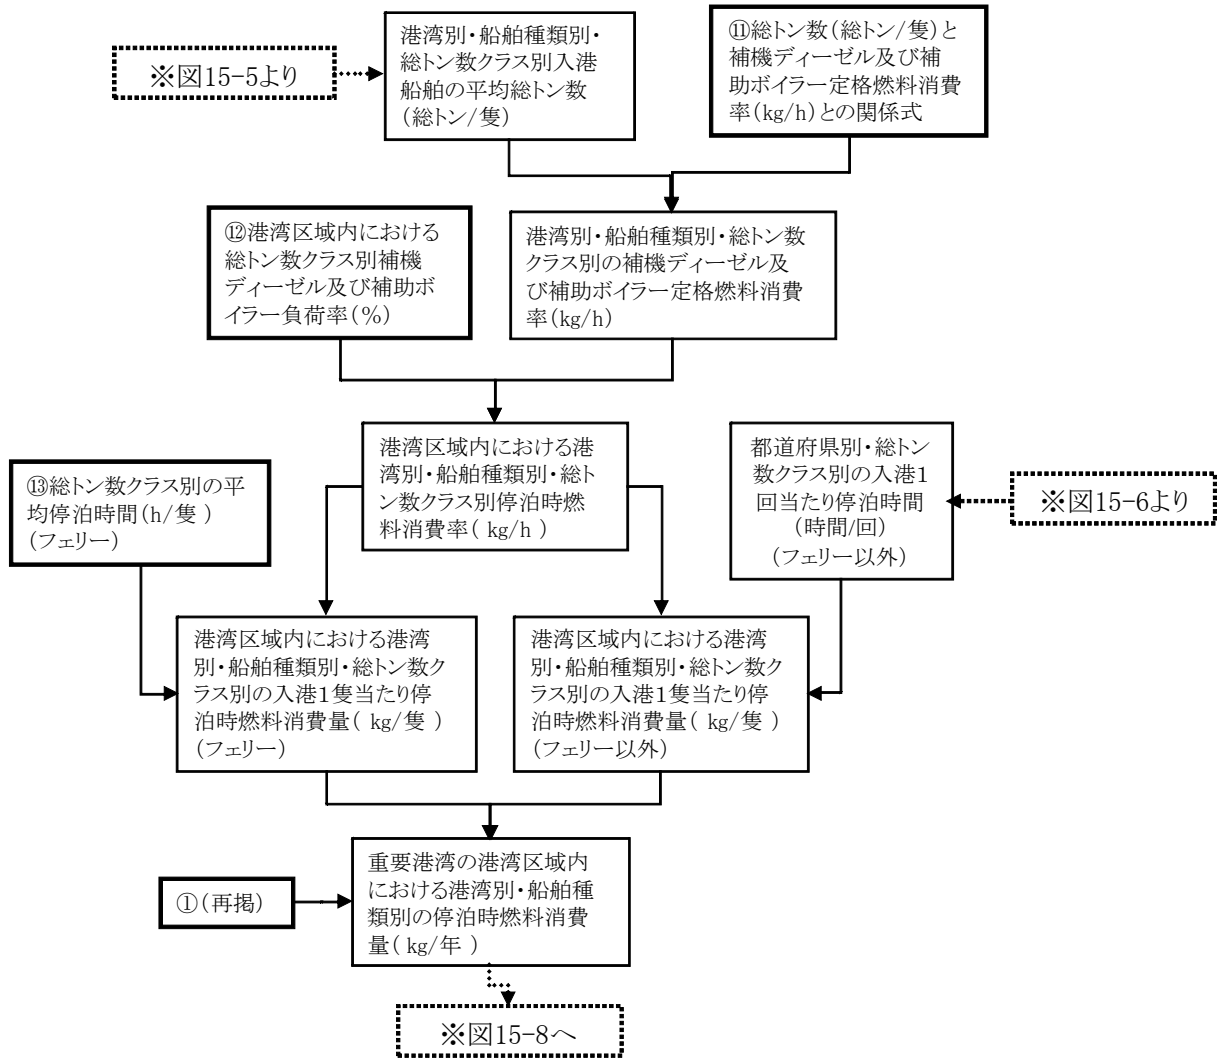 港湾別・船舶種類別・
総トン数クラス別入港
船舶の平均総トン数
(総トン/隻)
⑪総トン数(総トン/隻)と
補機ディーゼル及び補
助ボイラー定格燃料消費
率(kg/h)との関係式
※図15-5より
⑫港湾区域内における
総トン数クラス別補機
ディーゼル及び補助ボ
イラー負荷率(%)
港湾別・船舶種類別・総トン数
クラス別の補機ディーゼル及
び補助ボイラー定格燃料消費
率(kg/h)
港湾区域内における港
湾別・船舶種類別・総ト
ン数クラス別停泊時燃
料消費率( kg/h )
都道府県別・総トン
数クラス別の入港1
回当たり停泊時間
(時間/回)
(フェリー以外)
⑬総トン数クラス別の平
均停泊時間(h/隻 )
(フェリー)
※図15-6より
港湾区域内における港湾
別・船舶種類別・総トン数ク
ラス別の入港1隻当たり停
泊時燃料消費量( kg/隻 )
(フェリー)
港湾区域内における港湾
別・船舶種類別・総トン数ク
ラス別の入港1隻当たり停
泊時燃料消費量( kg/隻 )
(フェリー以外)
重要港湾の港湾区域内
における港湾別・船舶種
類別の停泊時燃料消費
量( kg/年 )
①(再掲)
※図15-8へ